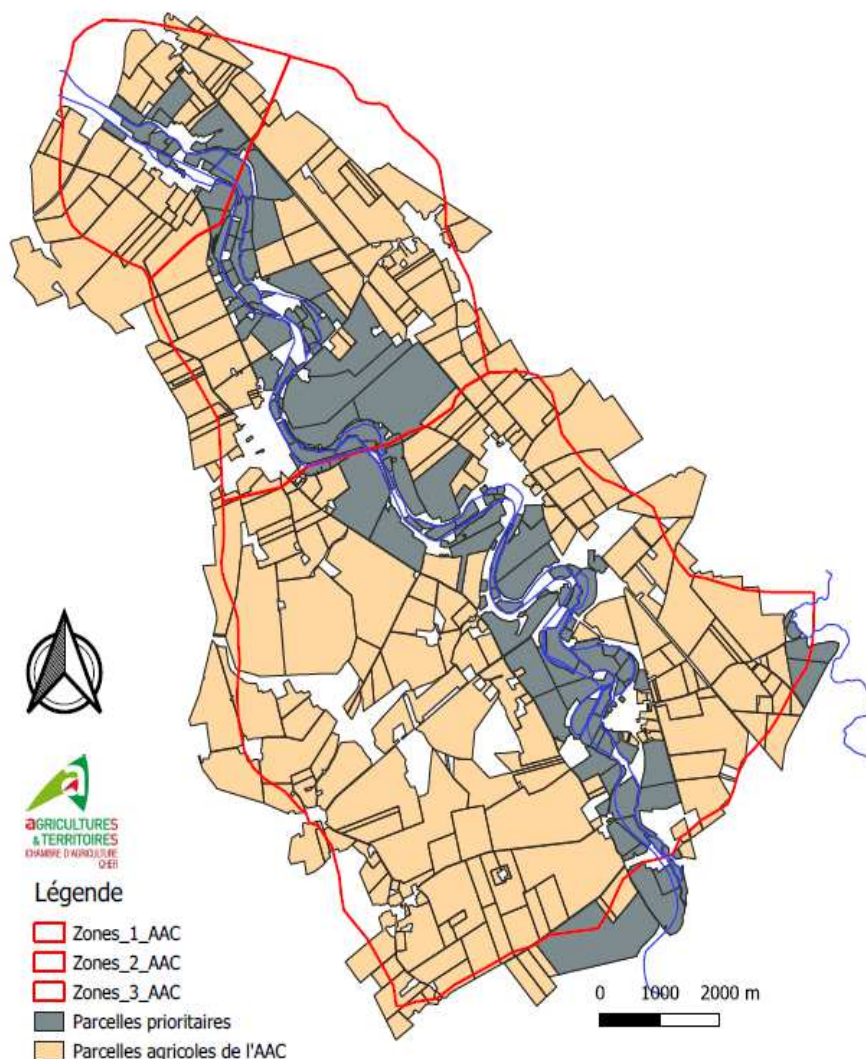 AGRICULTURES
& TERRITOIRES
CHAMBRE D'AGRICULTURE
CHER
Légende
Zones_1_AAC
Zones_2_AAC
Zones_3_AAC
Parcelles prioritaires
Parcelles agricoles de l'AAC
0 1000 2000 m